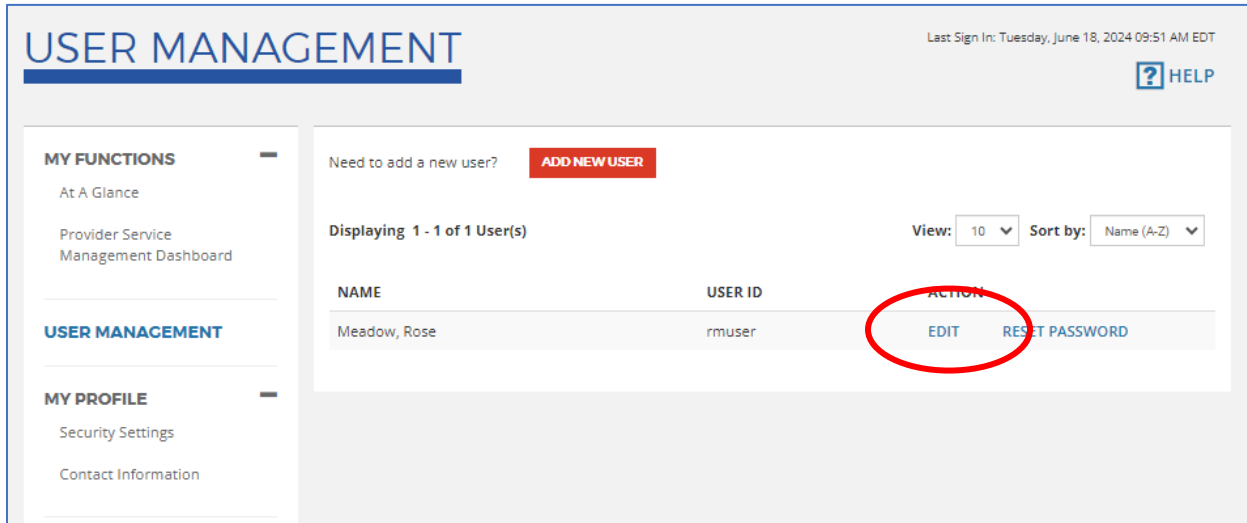 USER MANAGEMENT
Last Sign In: Tuesday, June 18, 2024 09:51 AM EDT
? HELP
MY FUNCTIONS
At A Glance
Provider Service
Management Dashboard
USER MANAGEMENT
MY PROFILE
Security Settings
Contact Information
Need to add a new user? ADD NEW USER
Displaying 1 - 1 of 1 User(s) View: 10 Sort by: Name (A-Z)
NAME USER ID ACTION
Meadow, Rose rmuser EDIT RESET PASSWORD